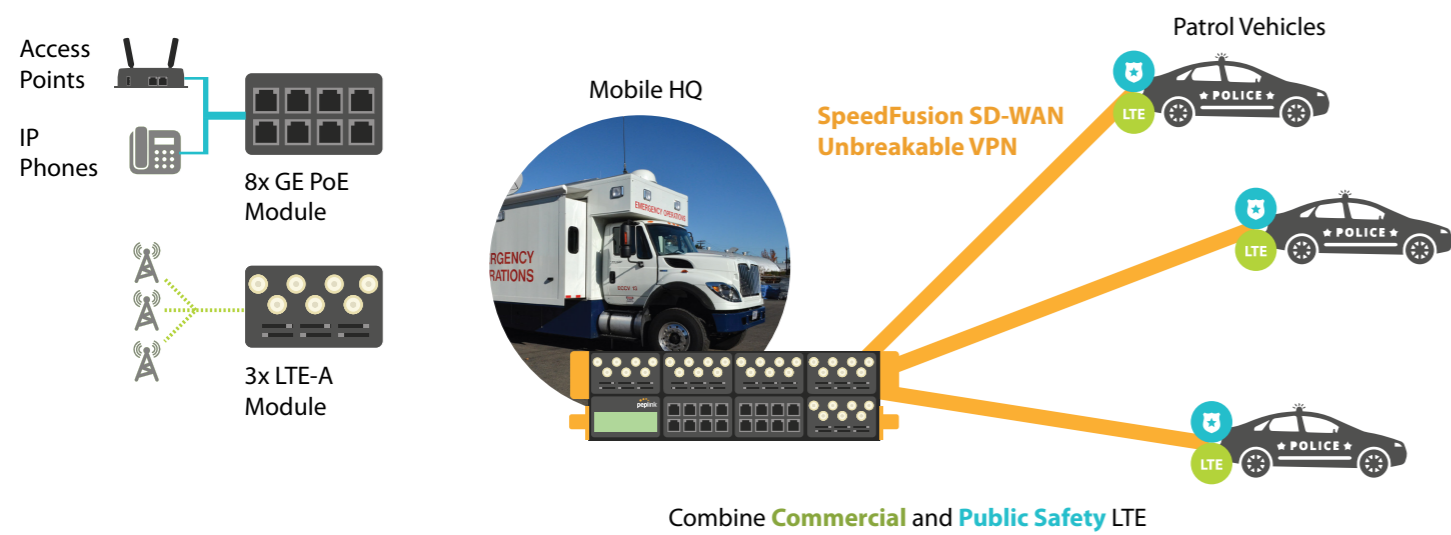 Access
Points
IP
Phones
8x GE PoE
Module
3x LTE-A
Module
Mobile HQ
EMERGENCY OPERATIONS
RGENCY
RATIONS
peplink
SpeedFusion SD-WAN
Unbreakable VPN
Patrol Vehicles
LTE
★ POLICE ★
LTE
★ POLICE ★
LTE
★ POLICE ★
Combine Commercial and Public Safety LTE